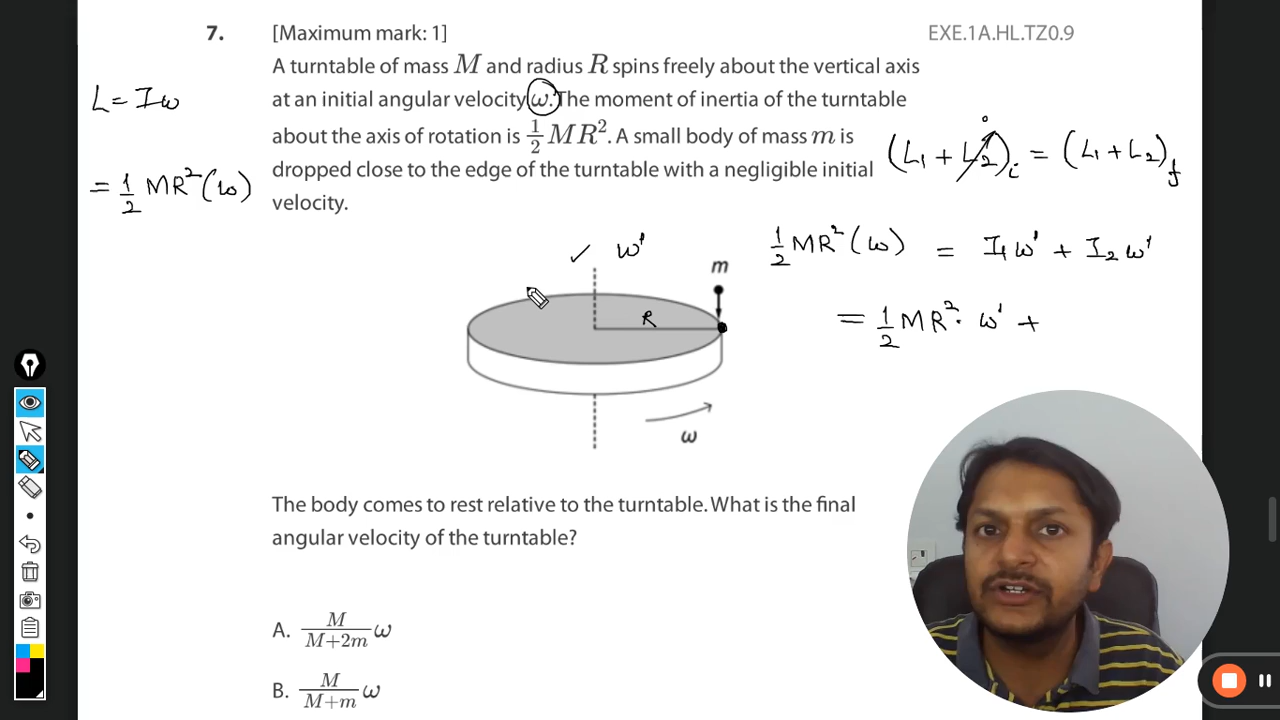 7. [Maximum mark: 1] EXE.1A.HL.TZ0.9
A turntable of mass M and radius R spins freely about the vertical axis
at an initial angular velocity ω. The moment of inertia of the turntable
about the axis of rotation is 1/2 MR². A small body of mass m is
dropped close to the edge of the turntable with a negligible initial
velocity.
L = Iω
= 1/2 MR² (ω)
(L₁ + L₂)ᵢ = (L₁ + L₂)f
0
1/2 MR² (ω) = I₁ω' + I₂ω'
= 1/2 MR² · ω' +
✓ ω'
m
R
ω
The body comes to rest relative to the turntable. What is the final
angular velocity of the turntable?
A. M/(M+2m) ω
B. M/(M+m) ω